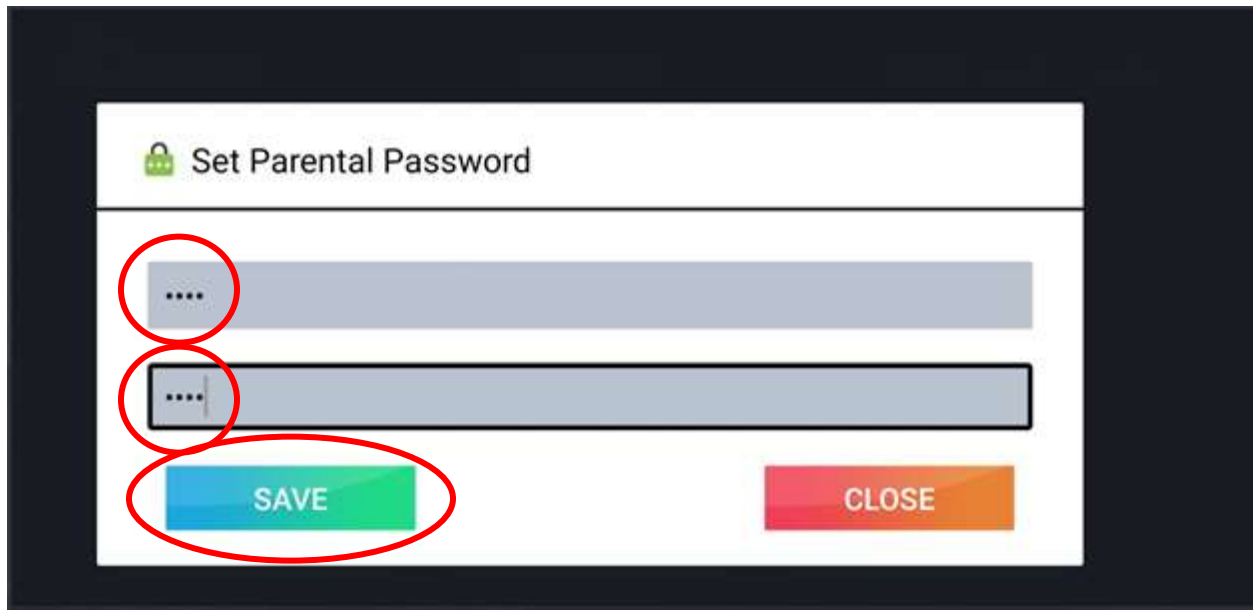 Set Parental Password
••••
••••
SAVE
CLOSE